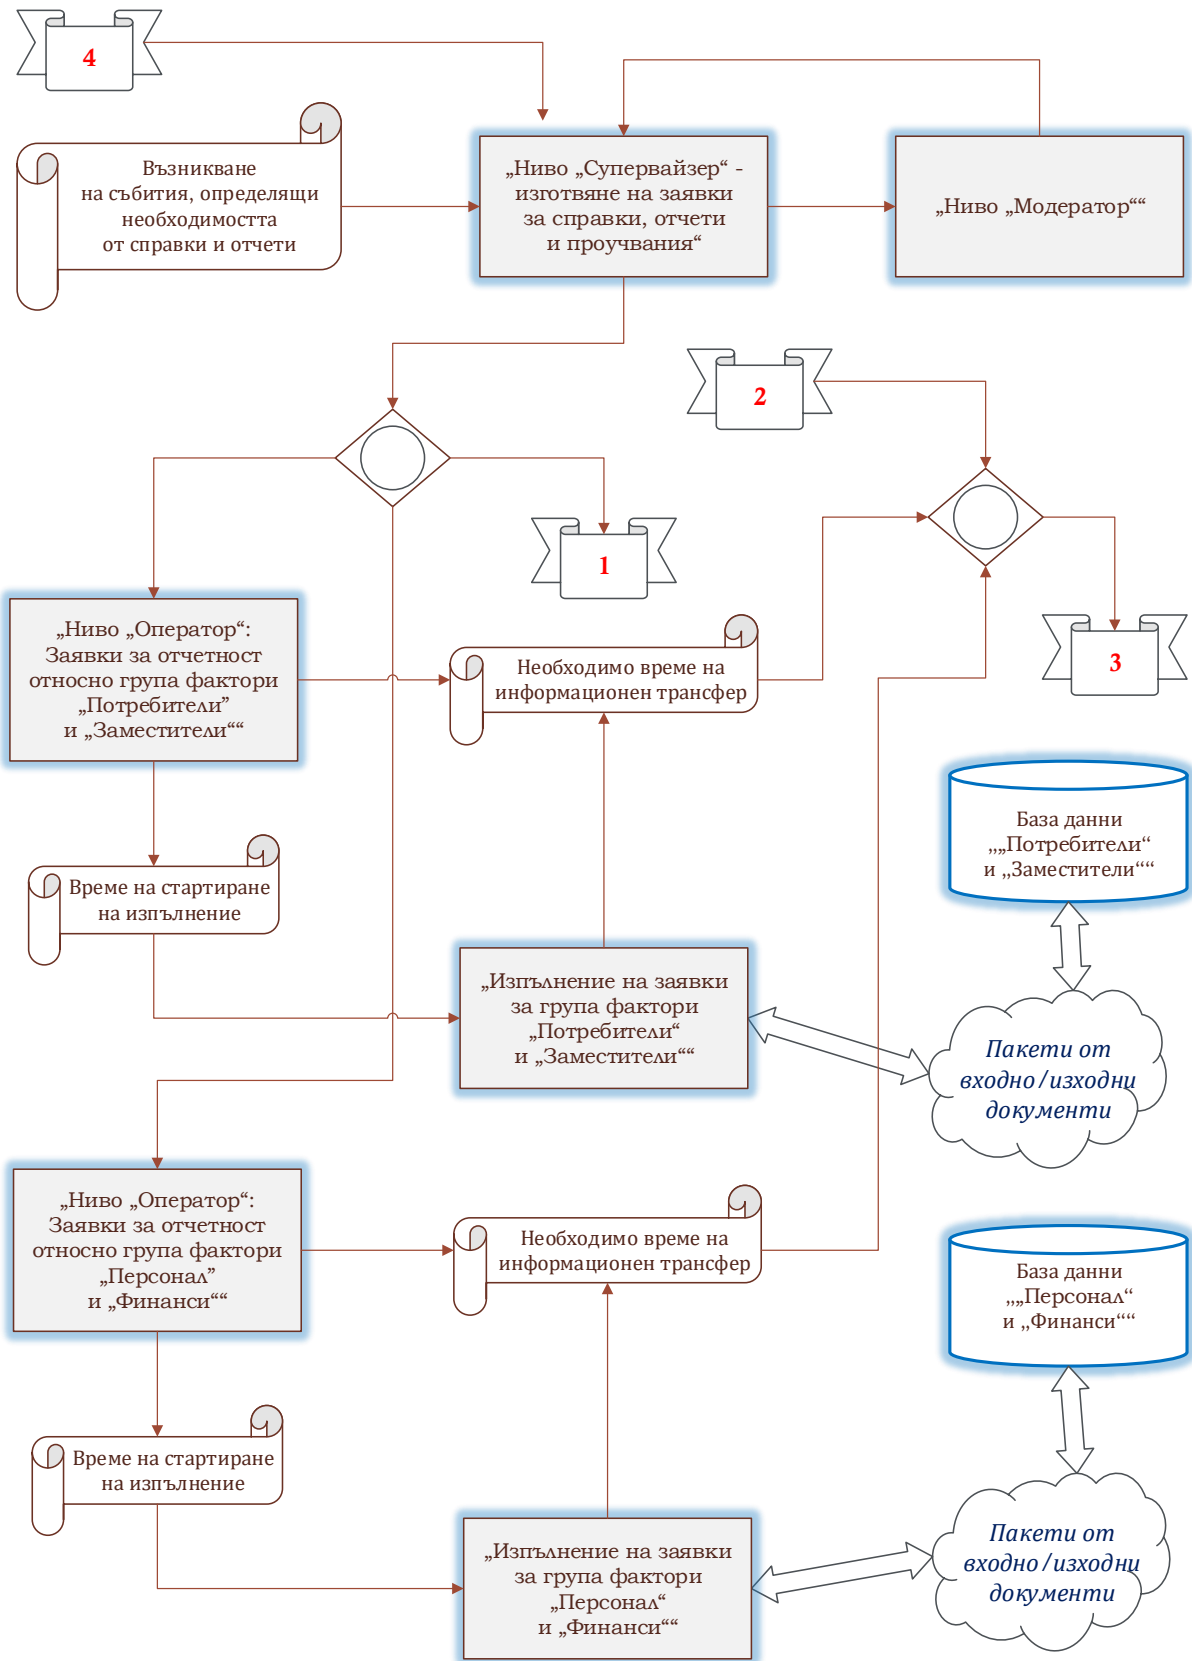 4
Възникване
на събития, определящи
необходимостта
от справки и отчети
„Ниво „Супервайзер“ -
изготвяне на заявки
за справки, отчети
и проучвания“
„Ниво „Модератор““
2
1
3
„Ниво „Оператор“:
Заявки за отчетност
относно група фактори
„Потребители”
и „Заместители““
Необходимо време на
информационен трансфер
База данни
„„Потребители“
и „Заместители““
Време на стартиране
на изпълнение
„Изпълнение на заявки
за група фактори
„Потребители“
и „Заместители““
Пакети от
входно/изходни
документи
„Ниво „Оператор“:
Заявки за отчетност
относно група фактори
„Персонал”
и „Финанси““
Необходимо време на
информационен трансфер
База данни
„„Персонал“
и „Финанси““
Време на стартиране
на изпълнение
„Изпълнение на заявки
за група фактори
„Персонал“
и „Финанси““
Пакети от
входно/изходни
документи